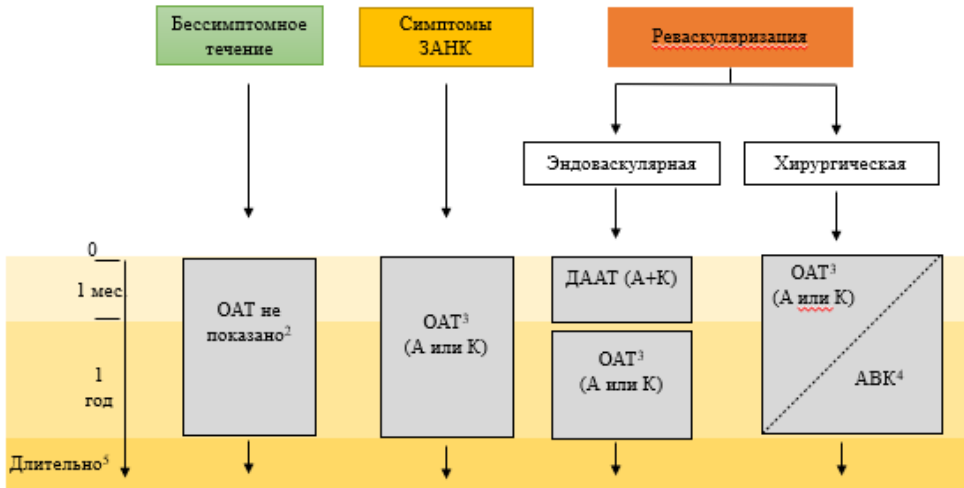 Бессимптомное
течение
Симптомы
ЗАНК
Реваскуляризация
Эндоваскулярная
Хирургическая
0
1 мес.
1
год
Длительно⁵
ОАТ не
показано²
ОАТ³
(А или К)
ДААТ (А+К)
ОАТ³
(А или К)
ОАТ³
(А или К)
АВК⁴